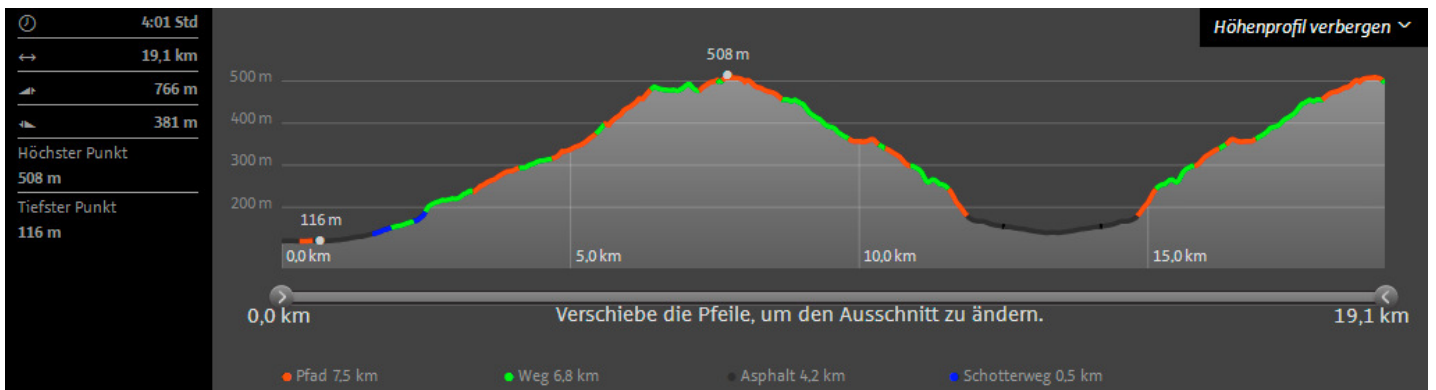 4:01 Std
19,1 km
766 m
381 m
Höchster Punkt
508 m
Tiefster Punkt
116 m
Höhenprofil verbergen
508 m
500 m
400 m
300 m
200 m
116 m
0,0 km
5,0 km
10,0 km
15,0 km
0,0 km
Verschiebe die Pfeile, um den Ausschnitt zu ändern.
19,1 km
Pfad 7,5 km
Weg 6,8 km
Asphalt 4,2 km
Schotterweg 0,5 km